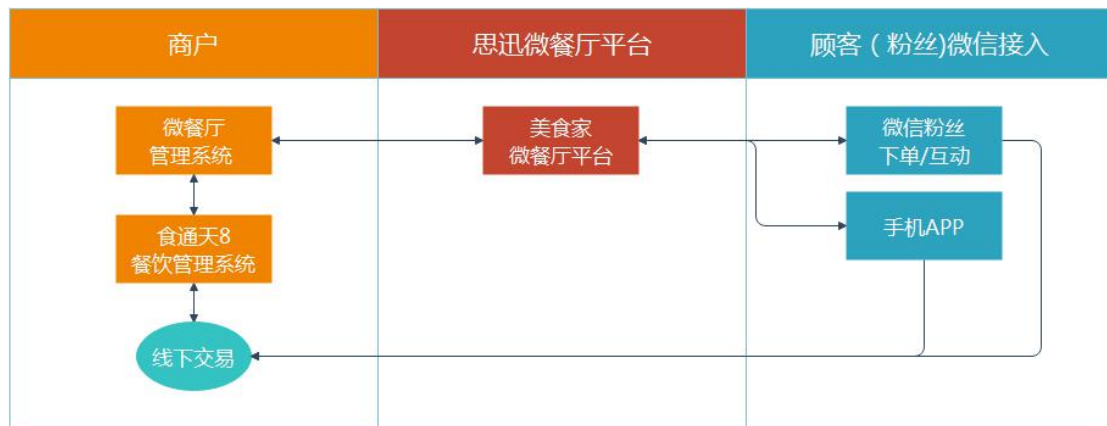 商户
思迅微餐厅平台
顾客（粉丝)微信接入
微餐厅
管理系统
美食家
微餐厅平台
微信粉丝
下单/互动
食通天8
餐饮管理系统
手机APP
线下交易